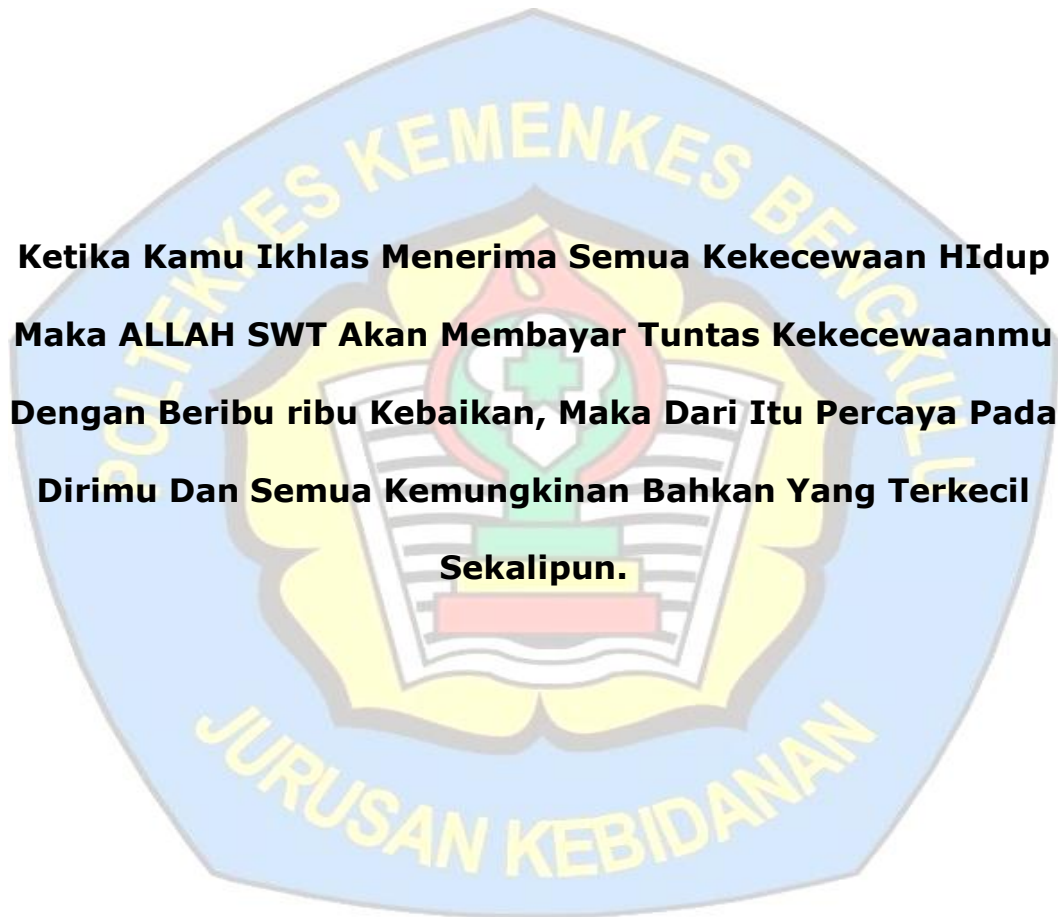 POLTEKKES KEMENKES BENGKULU
Ketika Kamu Ikhlas Menerima Semua Kekecewaan HIdup
Maka ALLAH SWT Akan Membayar Tuntas Kekecewaanmu
Dengan Beribu ribu Kebaikan, Maka Dari Itu Percaya Pada
Dirimu Dan Semua Kemungkinan Bahkan Yang Terkecil
Sekalipun.
JURUSAN KEBIDANAN